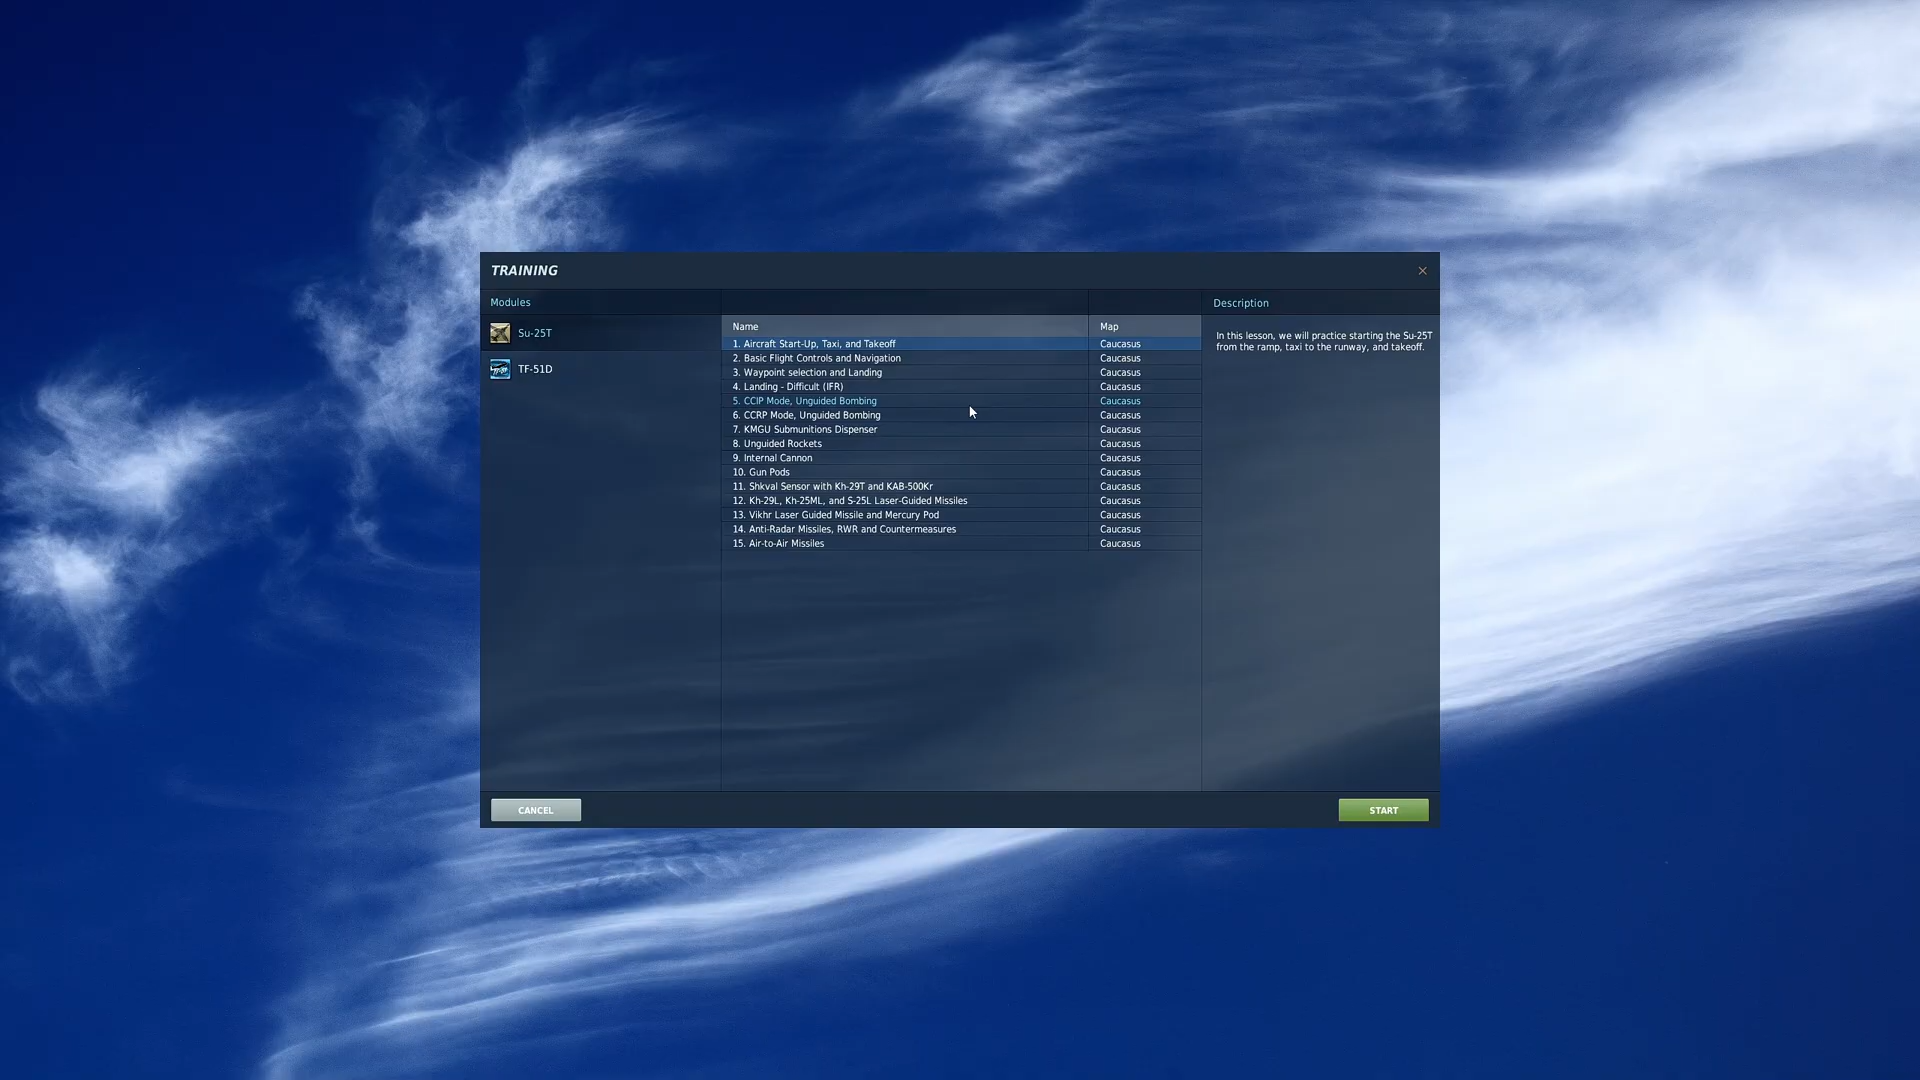 TRAINING
Modules
Description
Su-25T
TF-51D
Name Map
1. Aircraft Start-Up, Taxi, and Takeoff Caucasus
2. Basic Flight Controls and Navigation Caucasus
3. Waypoint selection and Landing Caucasus
4. Landing - Difficult (IFR) Caucasus
5. CCIP Mode, Unguided Bombing Caucasus
6. CCRP Mode, Unguided Bombing Caucasus
7. KMGU Submunitions Dispenser Caucasus
8. Unguided Rockets Caucasus
9. Internal Cannon Caucasus
10. Gun Pods Caucasus
11. Shkval Sensor with Kh-29T and KAB-500Kr Caucasus
12. Kh-29L, Kh-25ML, and S-25L Laser-Guided Missiles Caucasus
13. Vikhr Laser Guided Missile and Mercury Pod Caucasus
14. Anti-Radar Missiles, RWR and Countermeasures Caucasus
15. Air-to-Air Missiles Caucasus
In this lesson, we will practice starting the Su-25T
from the ramp, taxi to the runway, and takeoff.
CANCEL
START